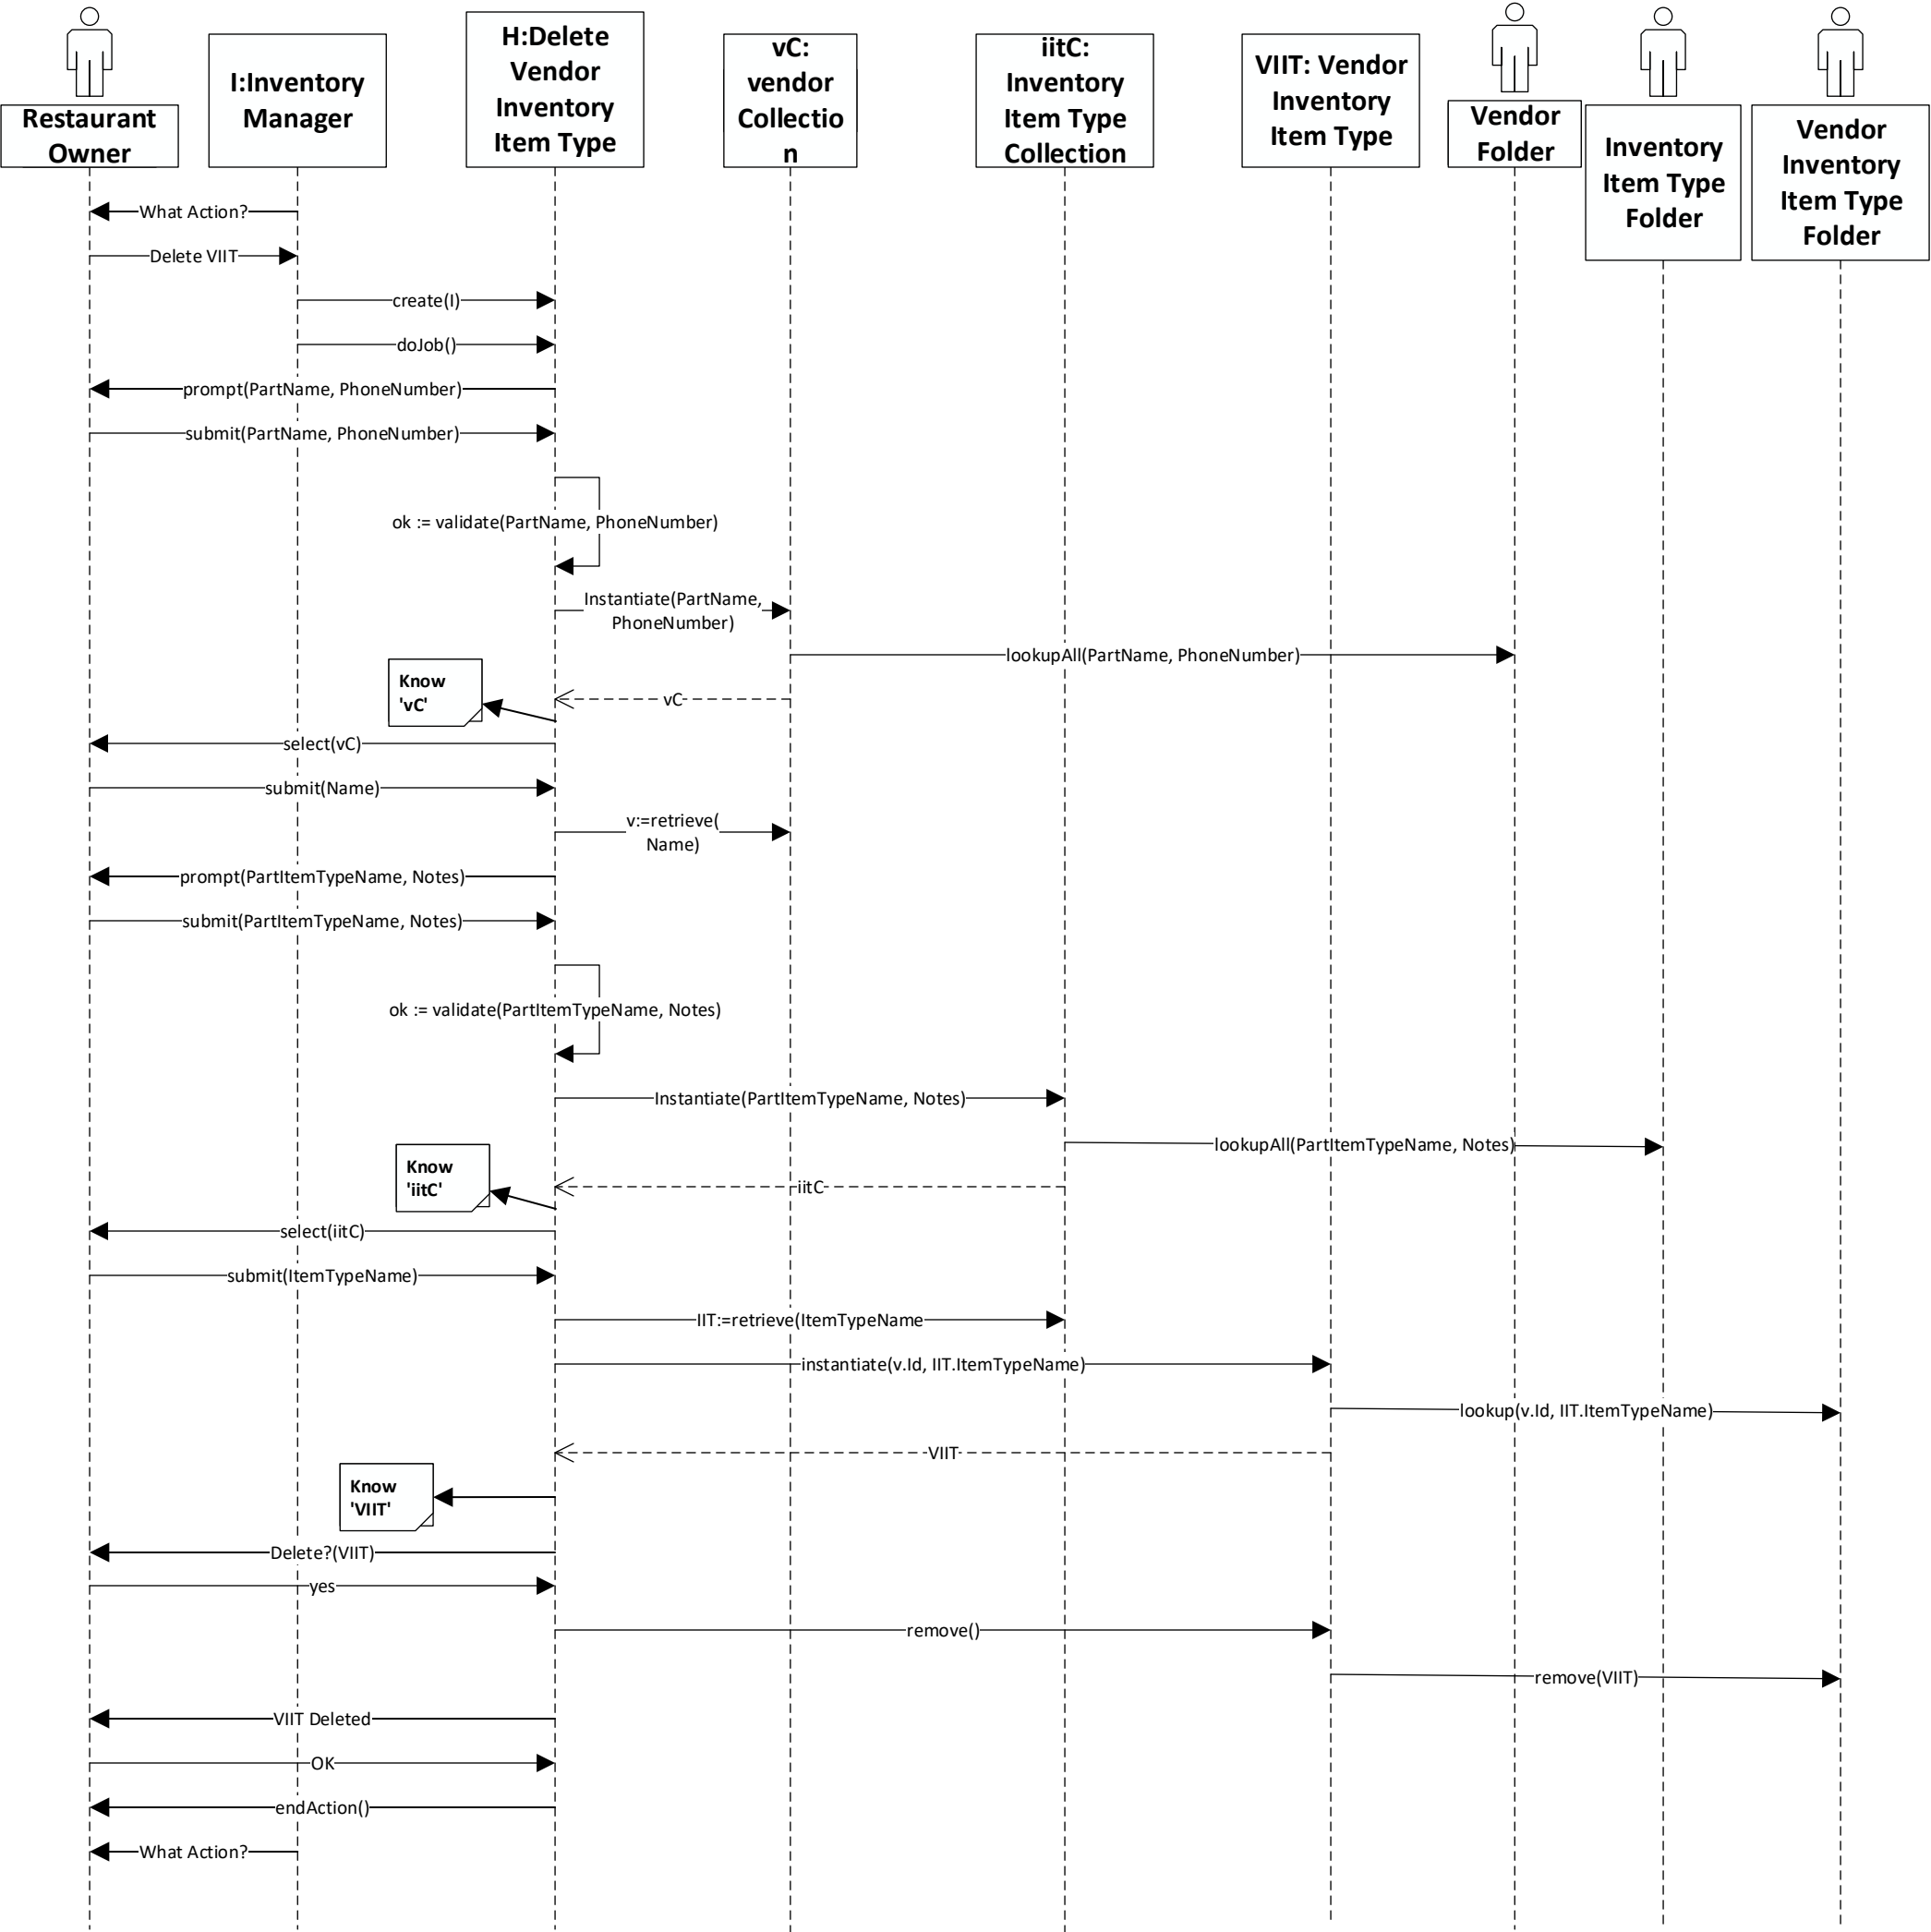 Restaurant
Owner
I:Inventory
Manager
H:Delete
Vendor
Inventory
Item Type
vC:
vendor
Collectio
n
iitC:
Inventory
Item Type
Collection
VIIT: Vendor
Inventory
Item Type
Vendor
Folder
Inventory
Item Type
Folder
Vendor
Inventory
Item Type
Folder
What Action?
Delete VIIT
create(I)
doJob()
prompt(PartName, PhoneNumber)
submit(PartName, PhoneNumber)
ok := validate(PartName, PhoneNumber)
Instantiate(PartName,
PhoneNumber)
lookupAll(PartName, PhoneNumber)
Know
'vC'
vC
select(vC)
submit(Name)
v:=retrieve(
Name)
prompt(PartItemTypeName, Notes)
submit(PartItemTypeName, Notes)
ok := validate(PartItemTypeName, Notes)
Instantiate(PartItemTypeName, Notes)
lookupAll(PartItemTypeName, Notes)
Know
'iitC'
iitC
select(iitC)
submit(ItemTypeName)
IIT:=retrieve(ItemTypeName
instantiate(v.Id, IIT.ItemTypeName)
lookup(v.Id, IIT.ItemTypeName)
VIIT
Know
'VIIT'
Delete?(VIIT)
yes
remove()
remove(VIIT)
VIIT Deleted
OK
endAction()
What Action?